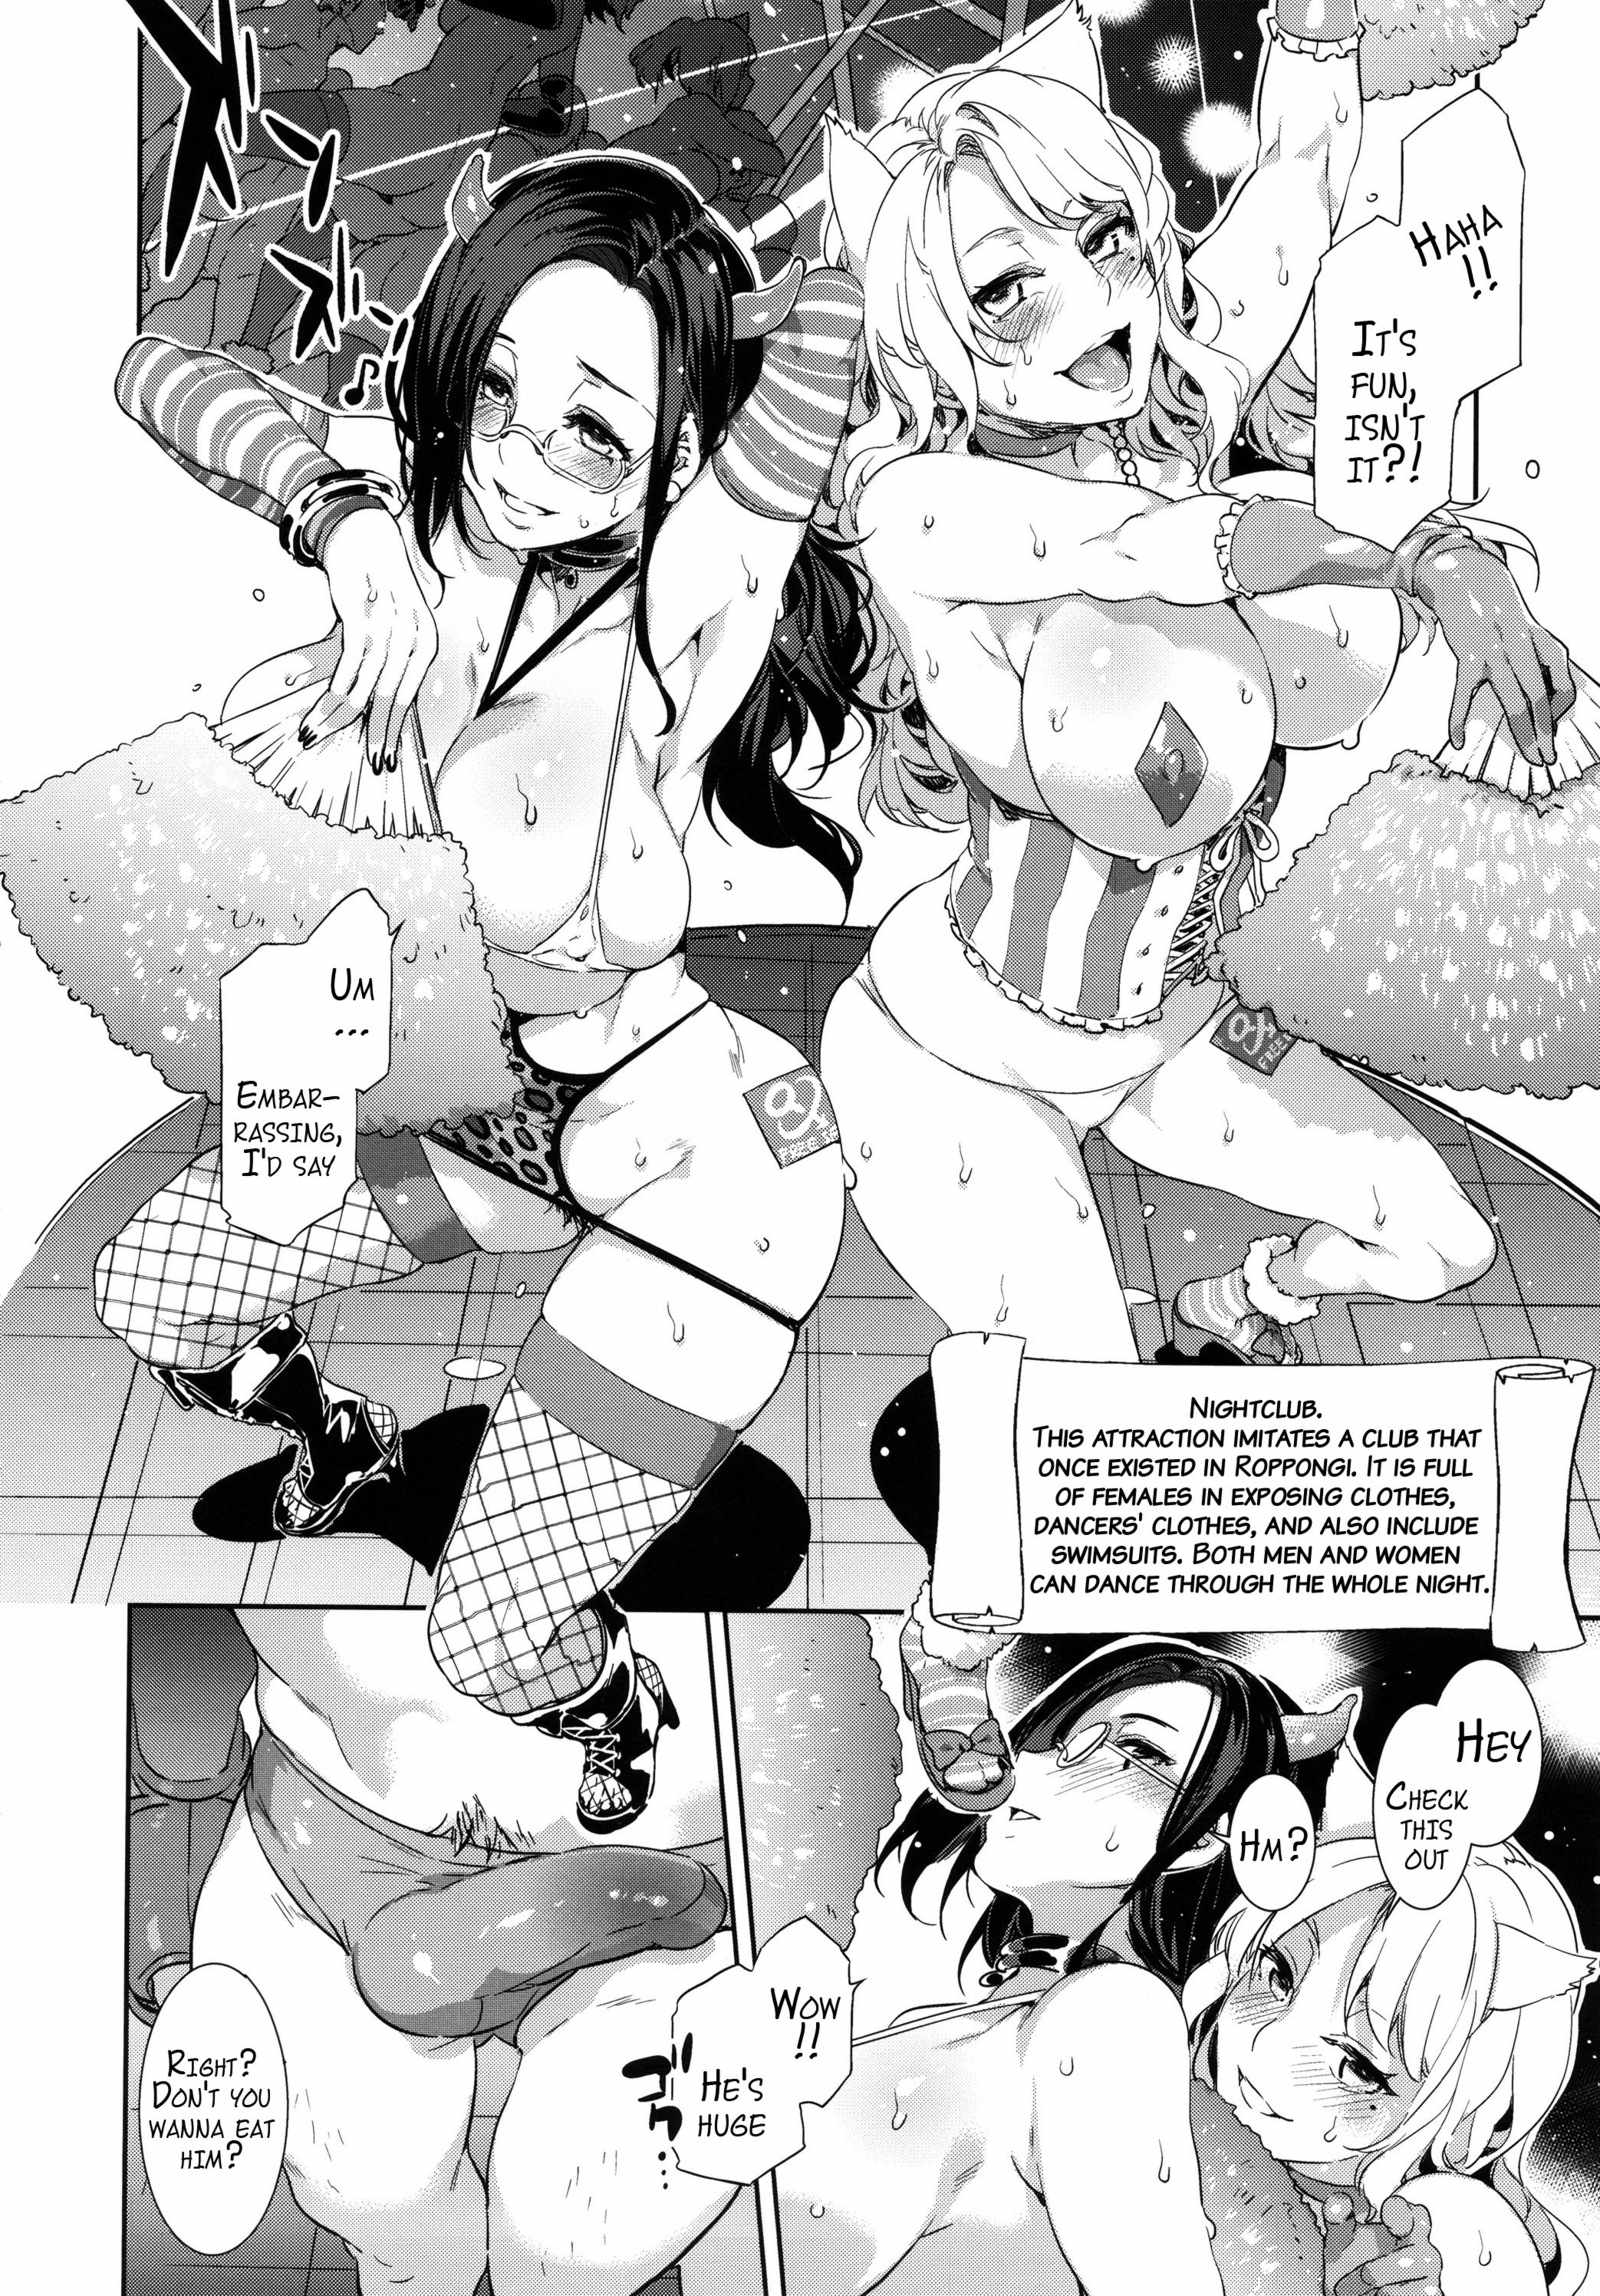 HAHA
!!
IT'S
FUN,
ISN'T
IT?!
UM
...
EMBAR-
RASSING,
I'D SAY
FREE
NIGHTCLUB.
THIS ATTRACTION IMITATES A CLUB THAT
ONCE EXISTED IN ROPPONGI. IT IS FULL
OF FEMALES IN EXPOSING CLOTHES,
DANCERS' CLOTHES, AND ALSO INCLUDE
SWIMSUITS. BOTH MEN AND WOMEN
CAN DANCE THROUGH THE WHOLE NIGHT.
HEY
CHECK
THIS
OUT
HM?
WOW
!!
HE'S
HUGE
ゴク…
RIGHT?
DON'T YOU
WANNA EAT
HIM?